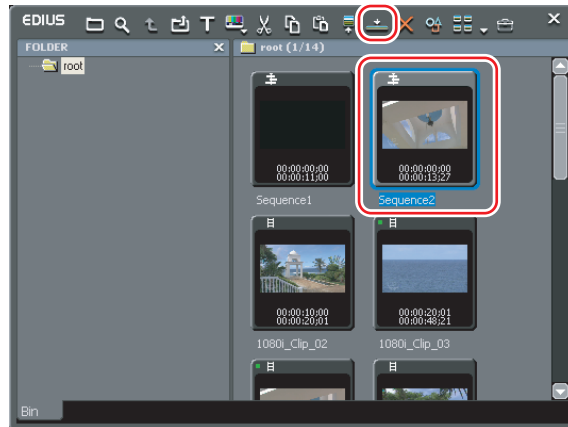 EDIUS
FOLDER
root (1/14)
root
00:00:00;00
00:00:11;00
Sequence1
00:00:00;00
00:00:13;27
Sequence2
00:00:10;00
00:00:20;01
1080i_Clip_02
00:00:20;01
00:00:48;21
1080i_Clip_03
Bin